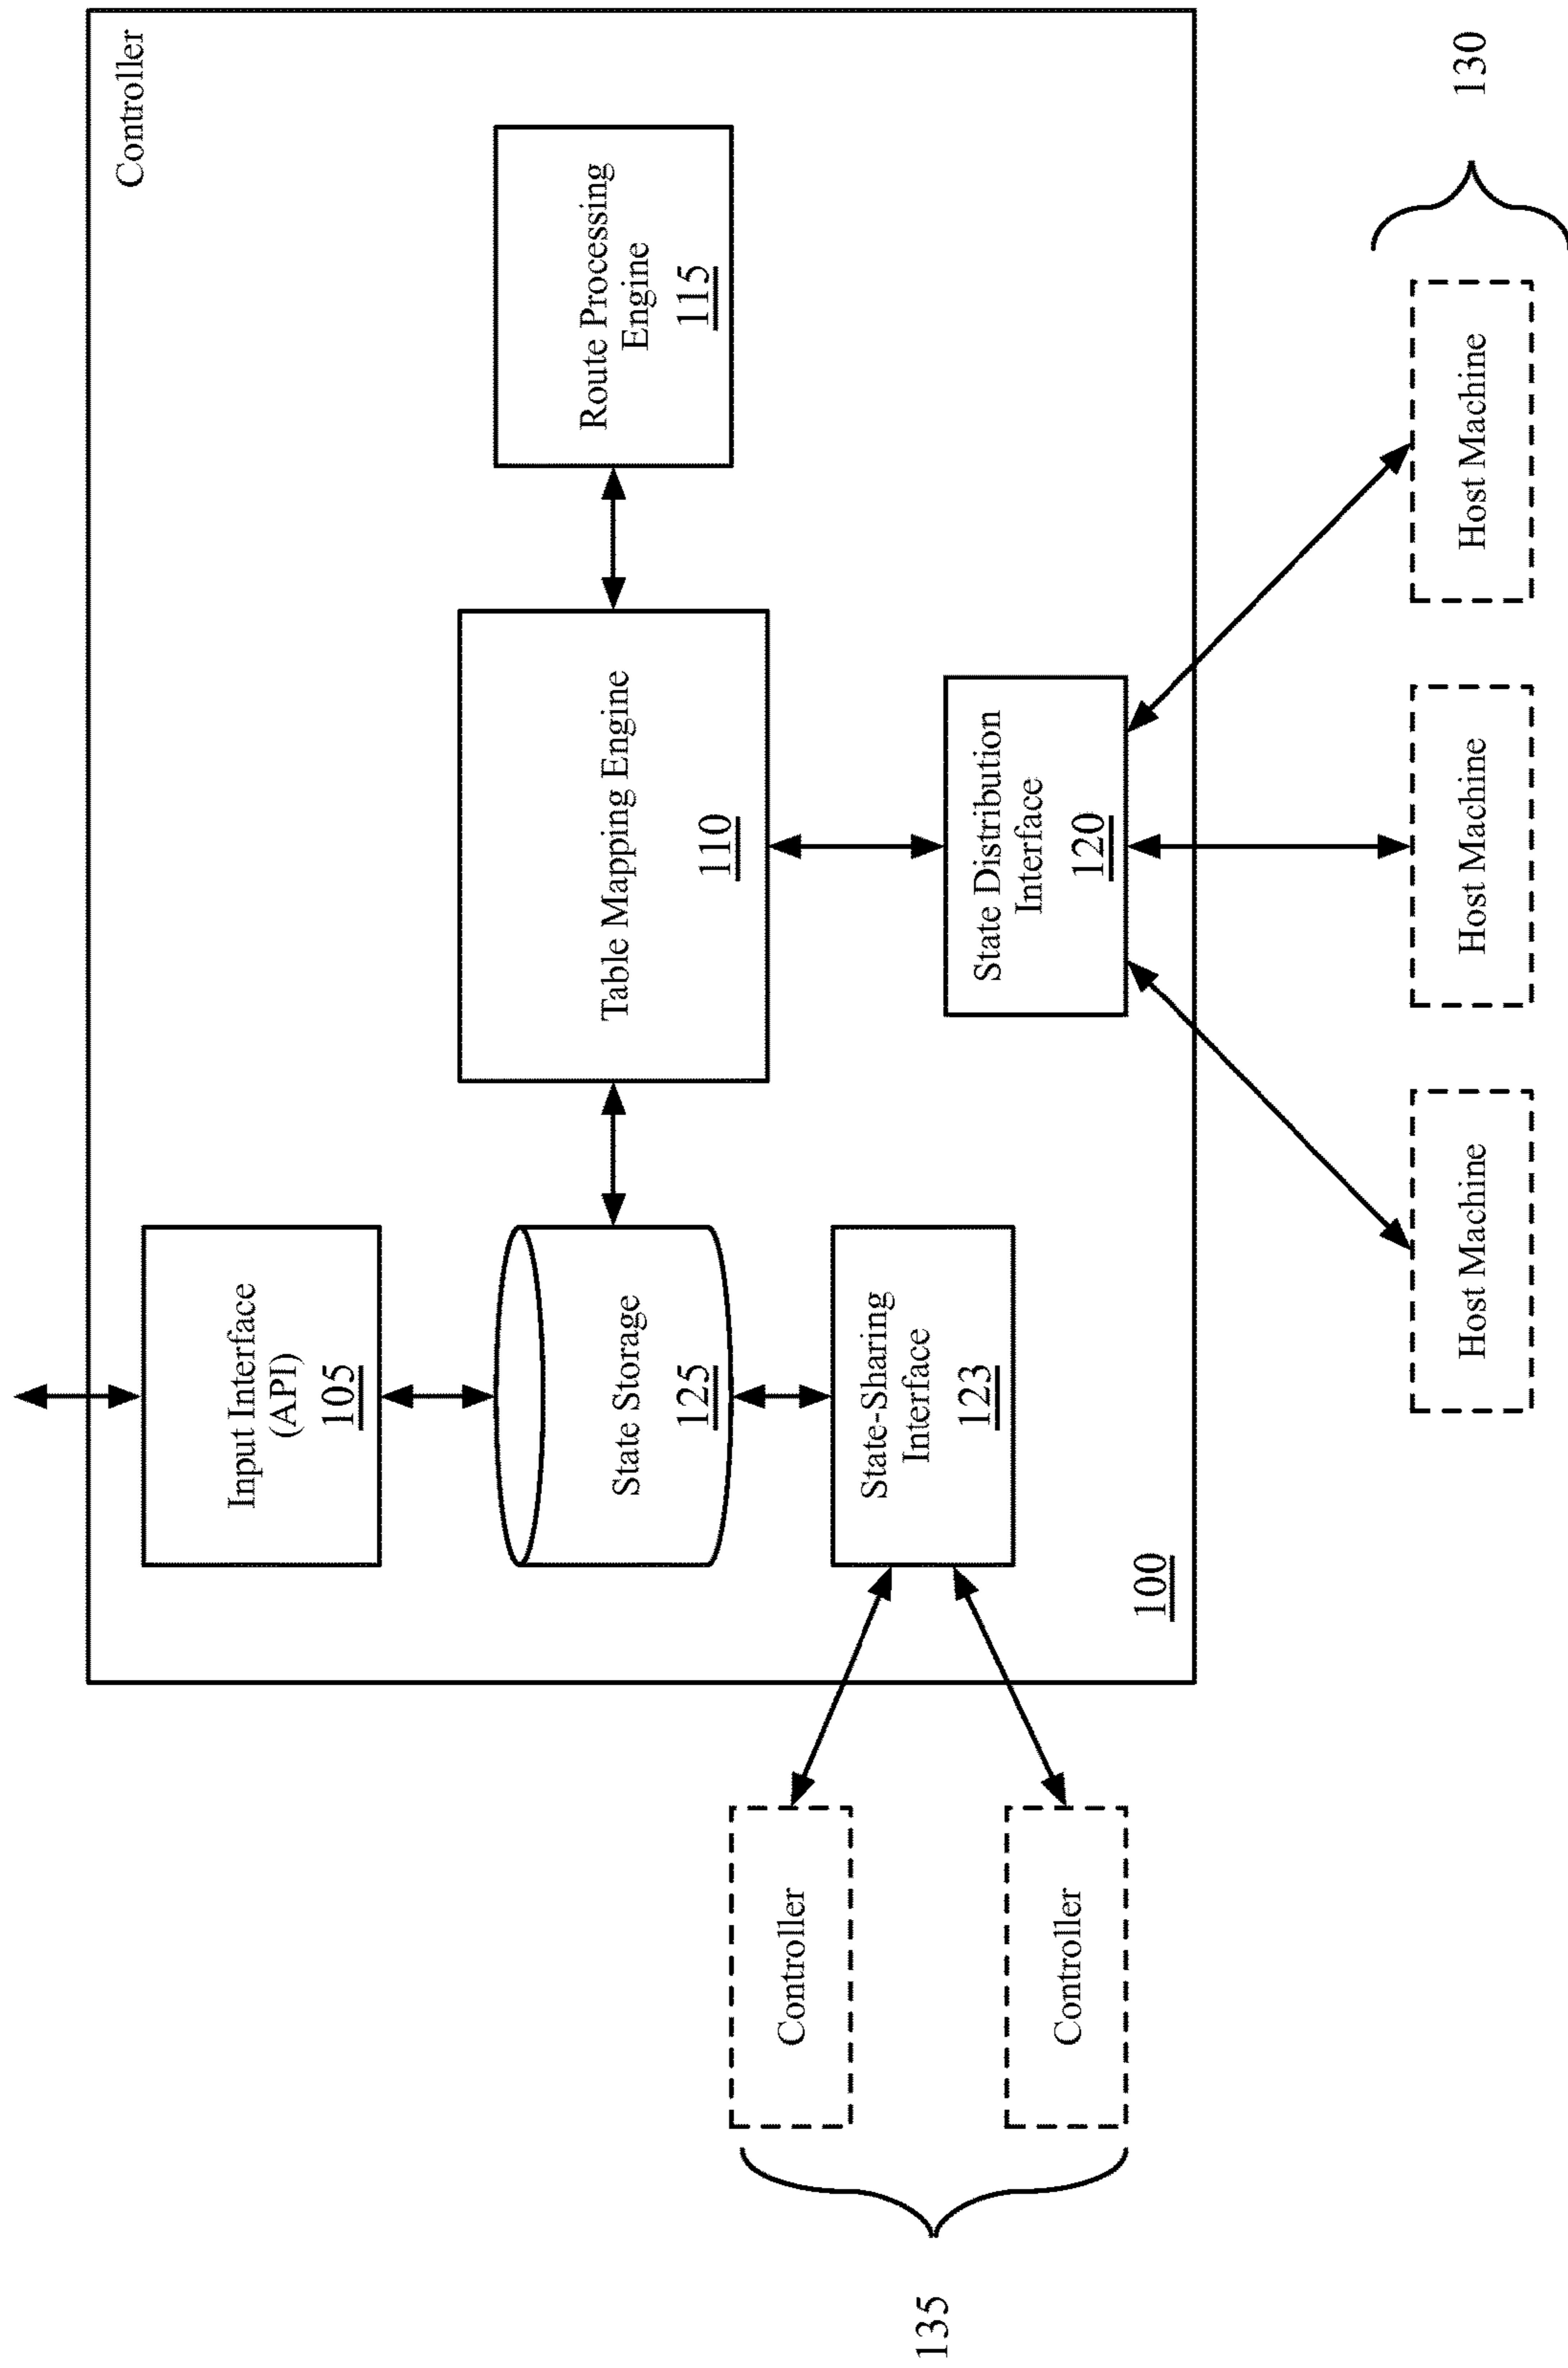 Controller
Input Interface
(API)
105
State Storage
125
Table Mapping Engine
110
Route Processing
Engine
115
State-Sharing
Interface
123
State Distribution
Interface
120
100
Controller
Controller
135
Host Machine
Host Machine
Host Machine
130